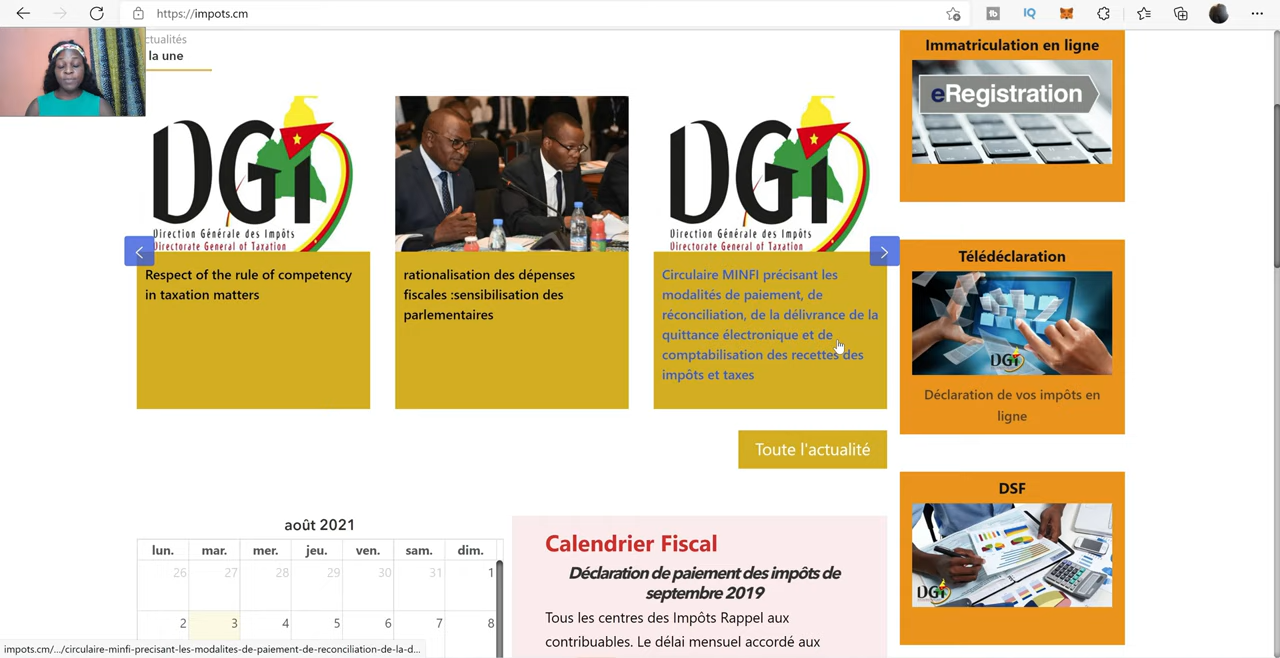 https://impots.cm
ctualités
la une
DGI
Direction Générale des Impôts
Directorate General of Taxation
Respect of the rule of competency
in taxation matters
rationalisation des dépenses
fiscales :sensibilisation des
parlementaires
DGI
Direction Générale des Impôts
Directorate General of Taxation
Circulaire MINFI précisant les
modalités de paiement, de
réconciliation, de la délivrance de la
quittance électronique et de
comptabilisation des recettes des
impôts et taxes
Toute l'actualité
Immatriculation en ligne
eRegistration
Télédéclaration
DGI
Déclaration de vos impôts en
ligne
DSF
DGI
août 2021
lun. mar. mer. jeu. ven. sam. dim.
26 27 28 29 30 31 1
2 3 4 5 6 7 8
Calendrier Fiscal
Déclaration de paiement des impôts de
septembre 2019
Tous les centres des Impôts Rappel aux
contribuables. Le délai mensuel accordé aux
impots.cm/.../circulaire-minfi-precisant-les-modalites-de-paiement-de-reconciliation-de-la-d...